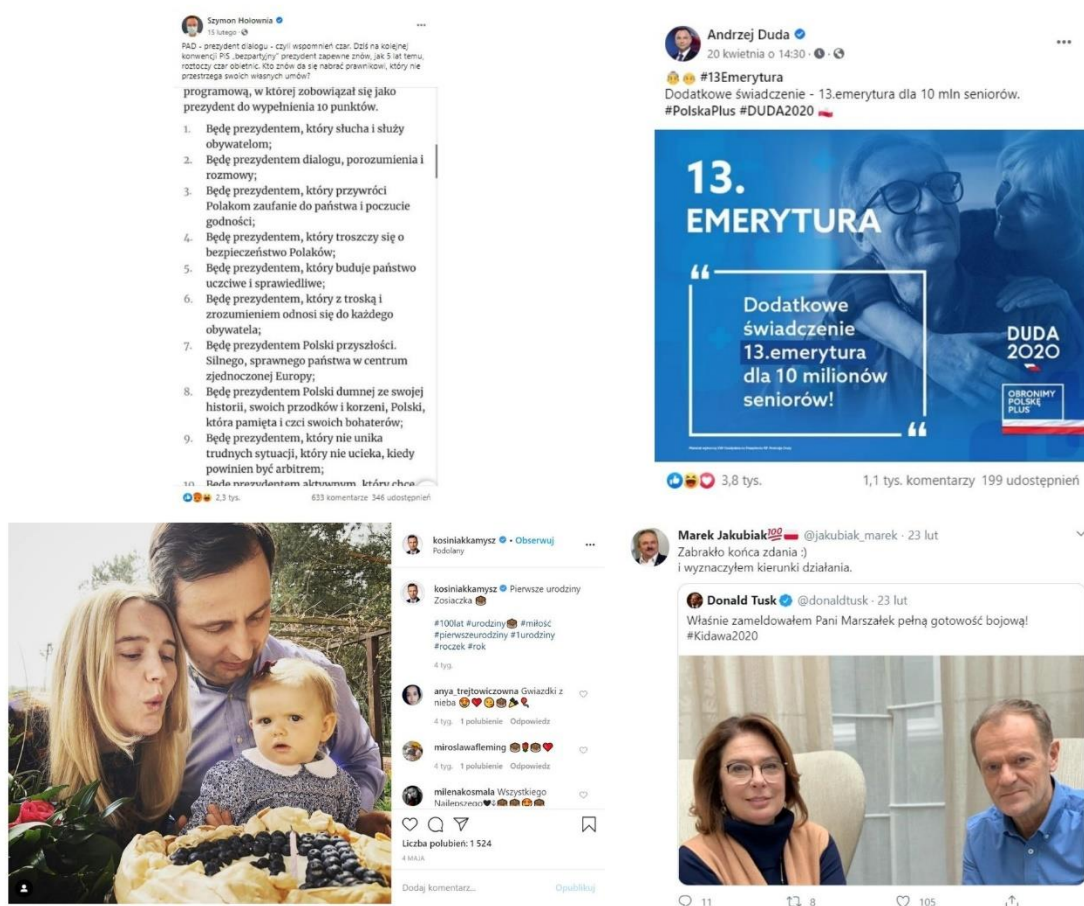 Szymon Hołownia
15 lutego
PAD - prezydent dialogu - czyli wspomnień czar. Dziś na kolejnej
konwencji PiS „bezpartyjny" prezydent zapewne znów, jak 5 lat temu,
roztoczy czar obietnic. Kto znów da się nabrać prawnikowi, który nie
przestrzega swoich własnych umów?
programową, w której zobowiązał się jako
prezydent do wypełnienia 10 punktów.
1. Będę prezydentem, który słucha i służy
obywatelom;
2. Będę prezydentem dialogu, porozumienia i
rozmowy;
3. Będę prezydentem, który przywróci
Polakom zaufanie do państwa i poczucie
godności;
4. Będę prezydentem, który troszczy się o
bezpieczeństwo Polaków;
5. Będę prezydentem, który buduje państwo
uczciwe i sprawiedliwe;
6. Będę prezydentem, który z troską i
zrozumieniem odnosi się do każdego
obywatela;
7. Będę prezydentem Polski przyszłości.
Silnego, sprawnego państwa w centrum
zjednoczonej Europy;
8. Będę prezydentem Polski dumnej ze swojej
historii, swoich przodków i korzeni, Polski,
która pamięta i czci swoich bohaterów;
9. Będę prezydentem, który nie unika
trudnych sytuacji, który nie ucieka, kiedy
powinien być arbitrem;
10. Będę prezydentem aktywnym, który chce
2,3 tys. 633 komentarze 346 udostępnień
Andrzej Duda
20 kwietnia o 14:30
#13Emerytura
Dodatkowe świadczenie - 13.emerytura dla 10 mln seniorów.
#PolskaPlus #DUDA2020
13.
EMERYTURA
Dodatkowe
świadczenie
13.emerytura
dla 10 milionów
seniorów!
DUDA
2020
OBRONIMY
POLSKĘ
PLUS
3,8 tys. 1,1 tys. komentarzy 199 udostępnień
kosiniakkamysz • Obserwuj
Podolany
kosiniakkamysz Pierwsze urodziny
Zosiaczka
#100lat #urodziny #miłość
#pierwszeurodziny #1urodziny
#roczek #rok
4 tyg.
anya_trejtowiczowna Gwiazdki z
nieba
4 tyg. 1 polubienie Odpowiedz
miroslawafleming
4 tyg. 1 polubienie Odpowiedz
milenakosmala Wszystkiego
Najlepszego
Liczba polubień: 1 524
4 MAJA
Dodaj komentarz... Opublikuj
Marek Jakubiak💯 @jakubiak_marek · 23 lut
Zabrakło końca zdania :)
i wyznaczyłem kierunki działania.
Donald Tusk @donaldtusk · 23 lut
Właśnie zameldowałem Pani Marszałek pełną gotowość bojową!
#Kidawa2020
11 8 105